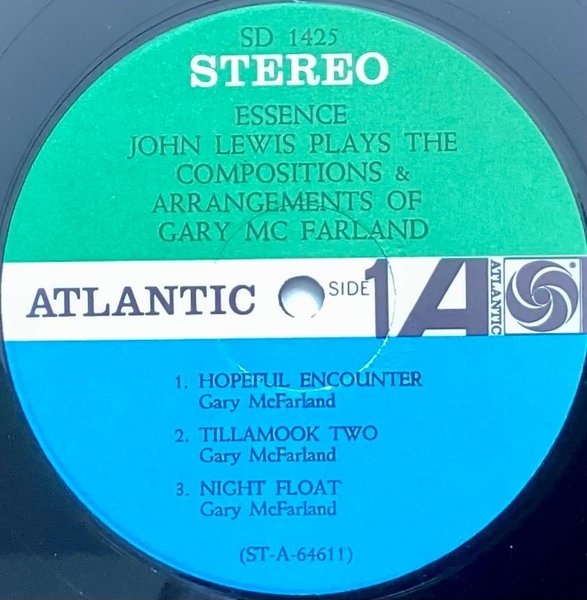 SD 1425
STEREO
ESSENCE
JOHN LEWIS PLAYS THE
COMPOSITIONS &
ARRANGEMENTS OF
GARY MC FARLAND
ATLANTIC SIDE 1 A ATLANTIC ®
1. HOPEFUL ENCOUNTER
Gary McFarland
2. TILLAMOOK TWO
Gary McFarland
3. NIGHT FLOAT
Gary McFarland
(ST-A-64611)